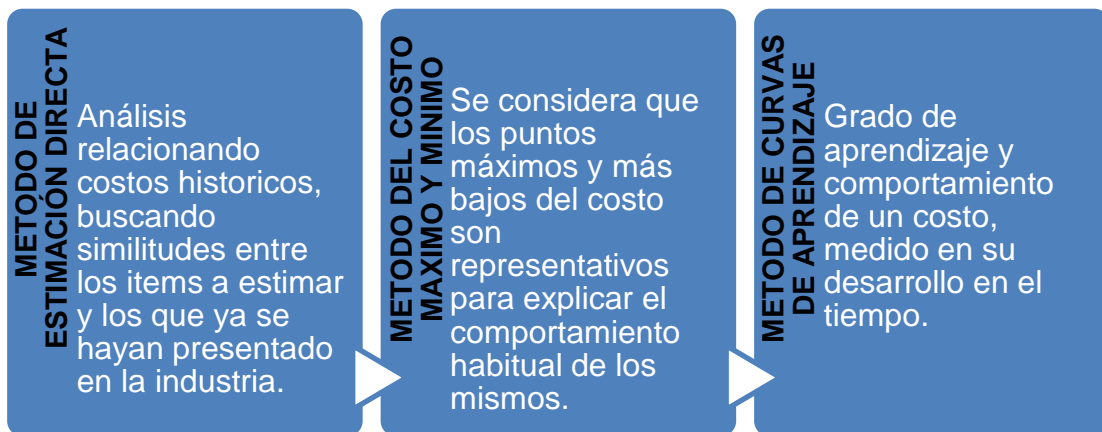 METODO DE
ESTIMACIÓN DIRECTA
Análisis
relacionando
costos historicos,
buscando
similitudes entre
los items a estimar
y los que ya se
hayan presentado
en la industria.
METODO DEL COSTO
MAXIMO Y MINIMO
Se considera que
los puntos
máximos y más
bajos del costo
son
representativos
para explicar el
comportamiento
habitual de los
mismos.
METODO DE CURVAS
DE APRENDIZAJE
Grado de
aprendizaje y
comportamiento
de un costo,
medido en su
desarrollo en el
tiempo.